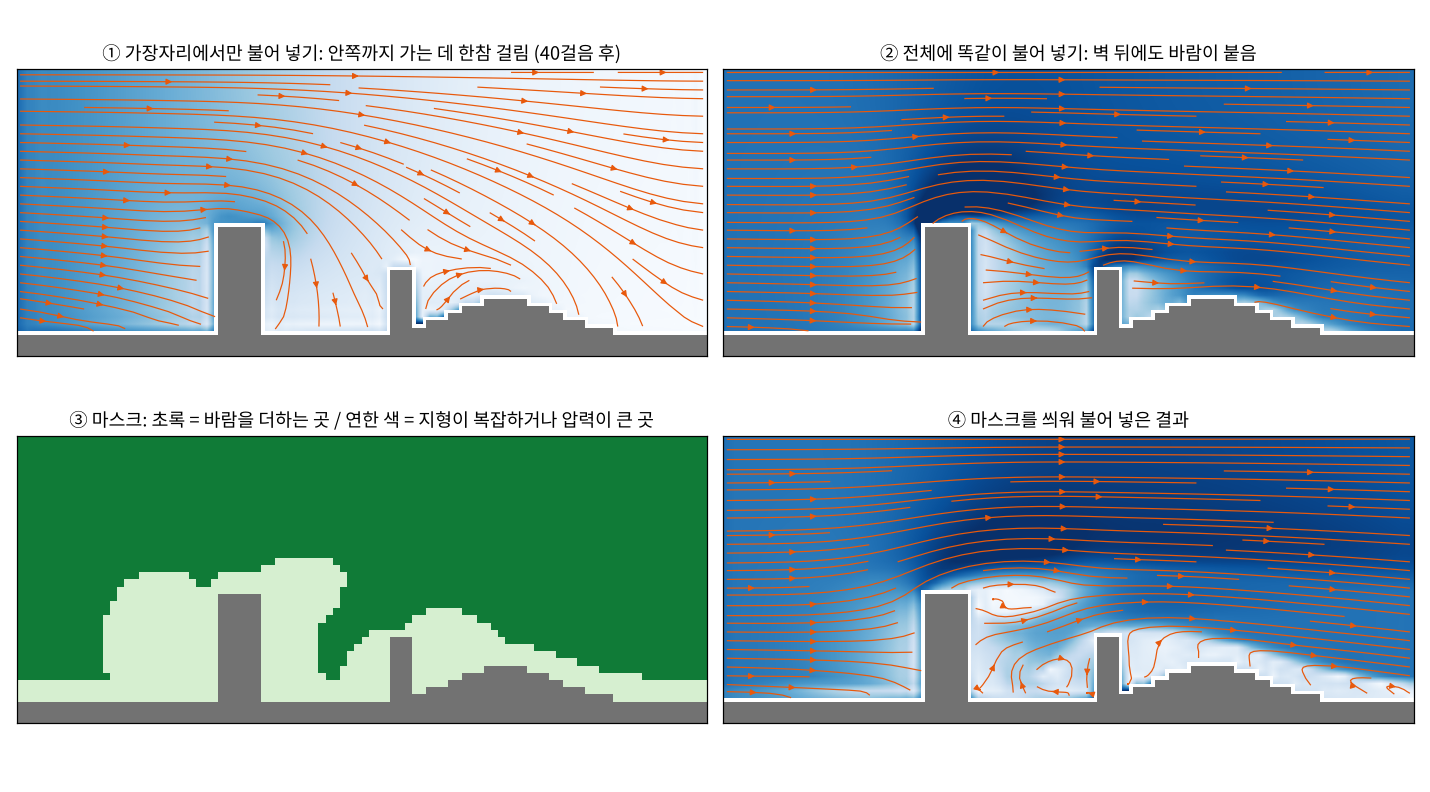 ① 가장자리에서만 불어 넣기: 안쪽까지 가는 데 한참 걸림 (40걸음 후)
② 전체에 똑같이 불어 넣기: 벽 뒤에도 바람이 붙음
③ 마스크: 초록 = 바람을 더하는 곳 / 연한 색 = 지형이 복잡하거나 압력이 큰 곳
④ 마스크를 씌워 불어 넣은 결과